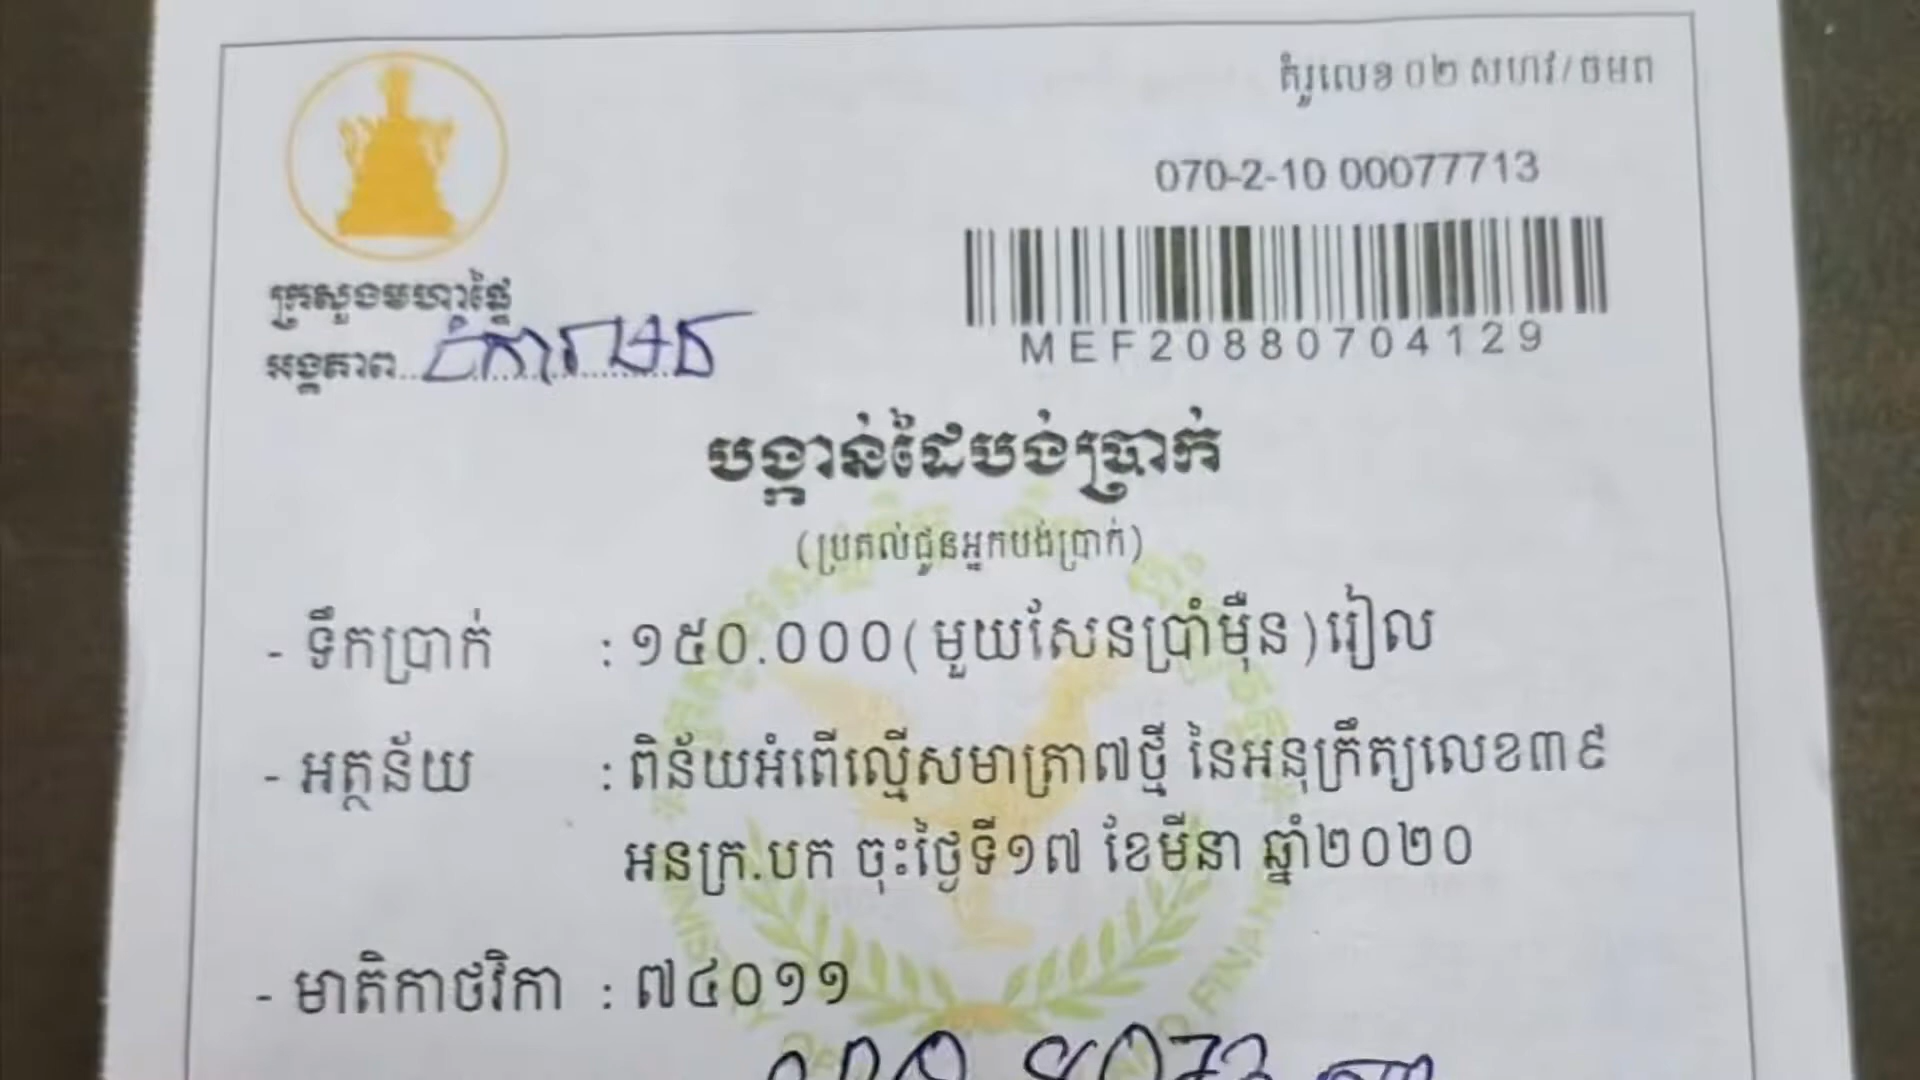 គំរូលេខ ០២ សហវ/ចមព
070-2-10 00077713
MEF20880704129
ក្រសួងមហាផ្ទៃ
អង្គភាព
បង្កាន់ដៃបង់ប្រាក់
(ប្រគល់ជូនអ្នកបង់ប្រាក់)
- ទឹកប្រាក់ : ១៥០.០០០(មួយសែនប្រាំម៉ឺន)រៀល
- អត្ថន័យ : ពិន័យអំពើល្មើសមាត្រា៧ថ្មី នៃអនុក្រឹត្យលេខ៣៩
អនក្រ.បក ចុះថ្ងៃទី១៧ ខែមីនា ឆ្នាំ២០២០
- មាតិកាថវិកា : ៧៤០១១